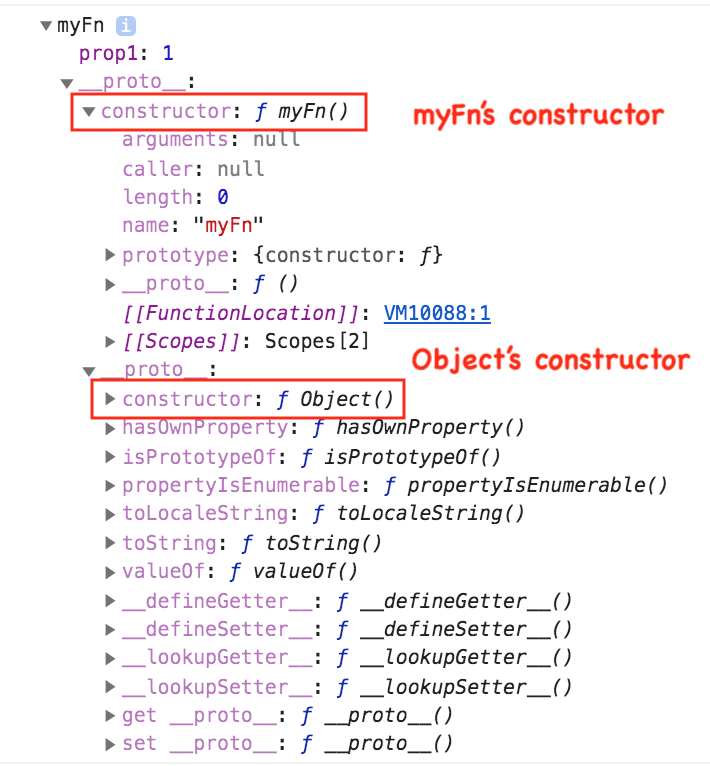 myFn i
prop1: 1
__proto__:
constructor: ƒ myFn() myFn's constructor
arguments: null
caller: null
length: 0
name: "myFn"
prototype: {constructor: ƒ}
__proto__: ƒ ()
[[FunctionLocation]]: VM10088:1
[[Scopes]]: Scopes[2]
__proto__: Object's constructor
constructor: ƒ Object()
hasOwnProperty: ƒ hasOwnProperty()
isPrototypeOf: ƒ isPrototypeOf()
propertyIsEnumerable: ƒ propertyIsEnumerable()
toLocaleString: ƒ toLocaleString()
toString: ƒ toString()
valueOf: ƒ valueOf()
__defineGetter__: ƒ __defineGetter__()
__defineSetter__: ƒ __defineSetter__()
__lookupGetter__: ƒ __lookupGetter__()
__lookupSetter__: ƒ __lookupSetter__()
get __proto__: ƒ __proto__()
set __proto__: ƒ __proto__()